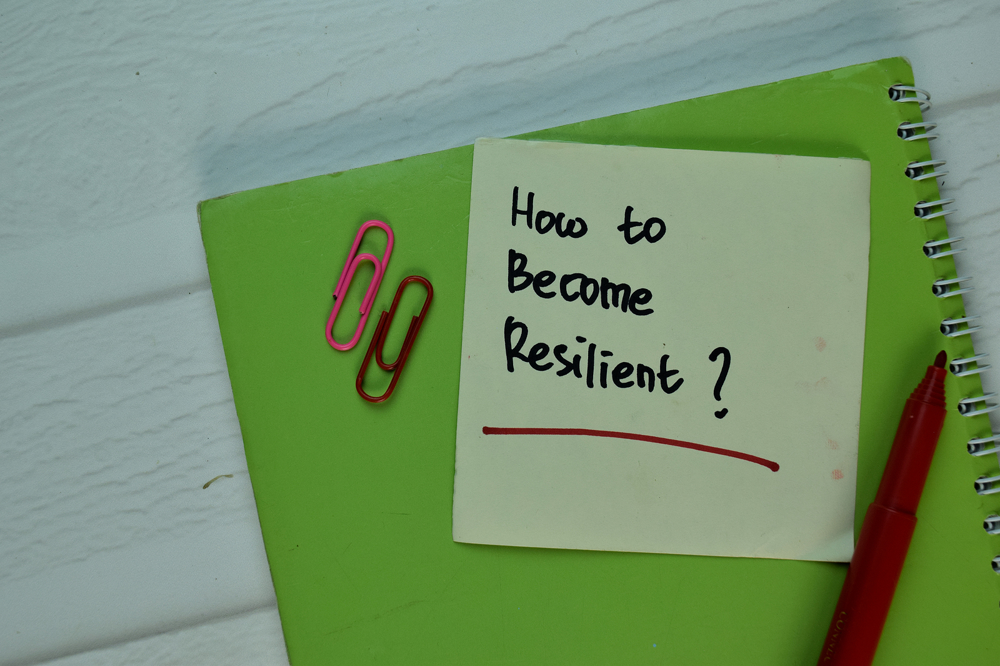 How to
Become
Resilient ?